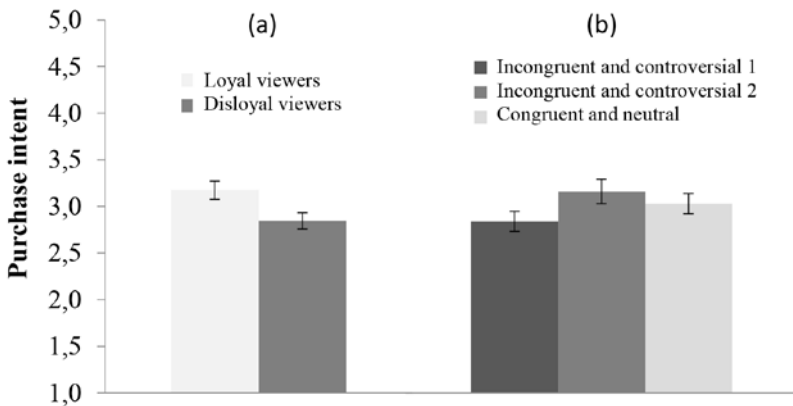 (a)
(b)
Loyal viewers
Disloyal viewers
Incongruent and controversial 1
Incongruent and controversial 2
Congruent and neutral
Purchase intent
5,0
4,5
4,0
3,5
3,0
2,5
2,0
1,5
1,0